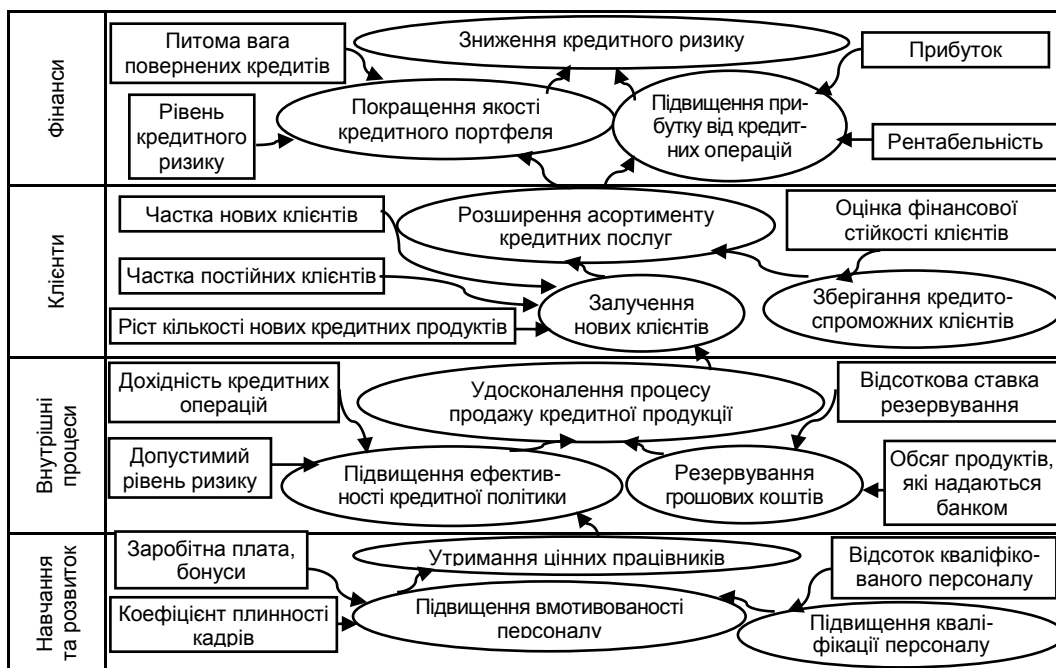 Фінанси
Питома вага
повернених кредитів
Зниження кредитного ризику
Прибуток
Рівень
кредитного
ризику
Покращення якості
кредитного портфеля
Підвищення при-
бутку від кредит-
них операцій
Рентабельність
Клієнти
Частка нових клієнтів
Розширення асортименту
кредитних послуг
Оцінка фінансової
стійкості клієнтів
Частка постійних клієнтів
Залучення
нових клієнтів
Зберігання кредито-
спроможних клієнтів
Ріст кількості нових кредитних продуктів
Внутрішні
процеси
Дохідність кредитних
операцій
Удосконалення процесу
продажу кредитної продукції
Відсоткова ставка
резервування
Допустимий
рівень ризику
Підвищення ефектив-
ності кредитної політики
Резервування
грошових коштів
Обсяг продуктів,
які надаються
банком
Навчання
та розвиток
Заробітна плата,
бонуси
Утримання цінних працівників
Відсоток кваліфіко-
ваного персоналу
Коефіцієнт плинності
кадрів
Підвищення вмотивованості
персоналу
Підвищення квалі-
фікації персоналу